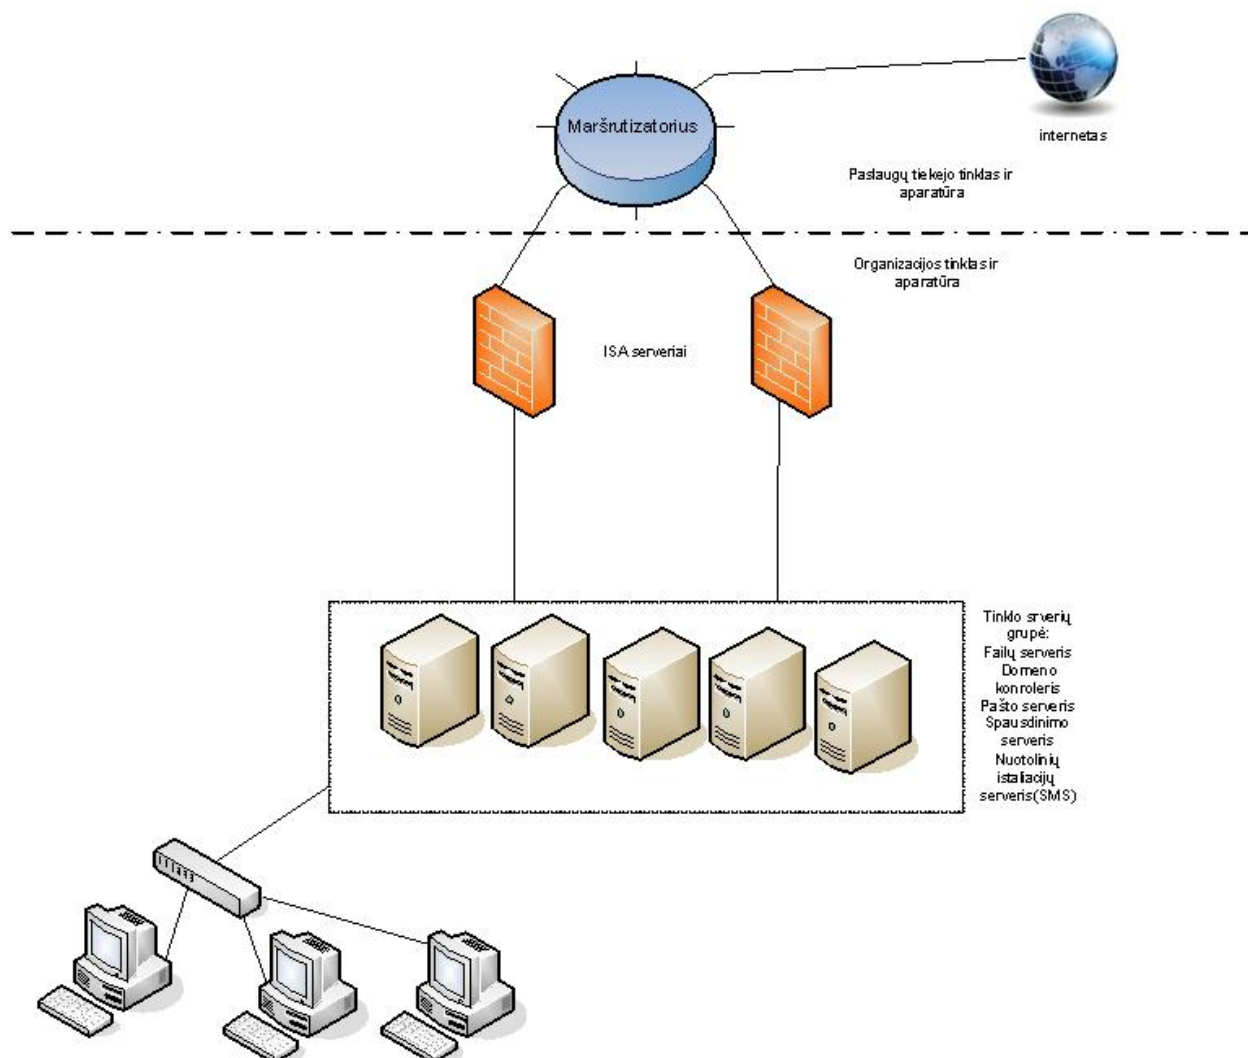 Maršrutizatorius
internetas
Paslaugų tiekejo tinklas ir
aparatūra
Organizacijos tinklas ir
aparatūra
ISA serveriai
Tinklo srverių
grupė:
Failų serveris
Domeno
konroleris
Pašto serveris
Spausdinimo
serveris
Nuotolinių
istaliacijų
serveris(SMS)